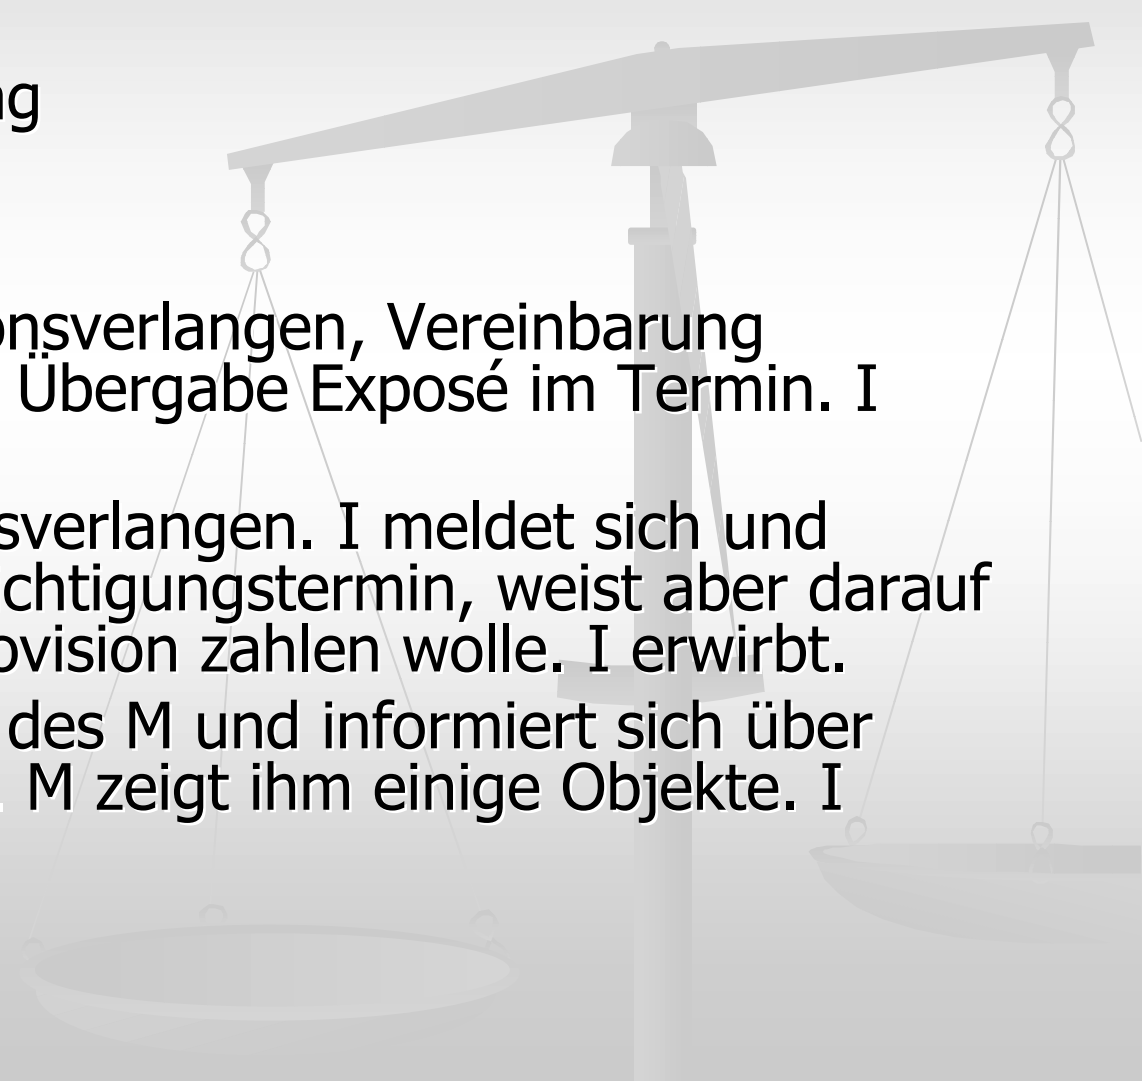 ng
onsverlangen, Vereinbarung
Übergabe Exposé im Termin. I
sverlangen. I meldet sich und
chtigungstermin, weist aber darauf
ovision zahlen wolle. I erwirbt.
des M und informiert sich über
. M zeigt ihm einige Objekte. I